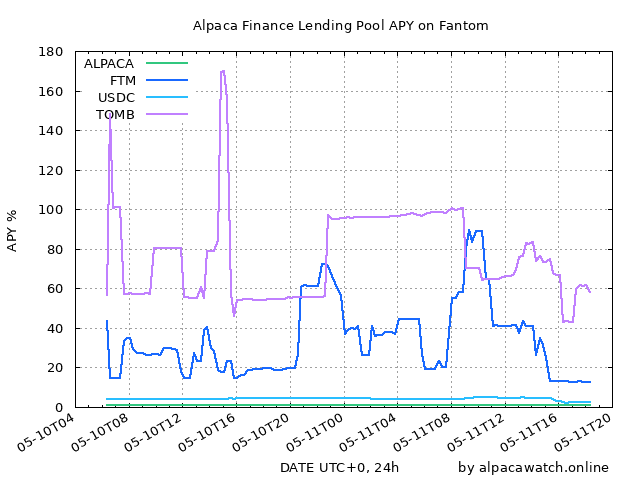 Alpaca Finance Lending Pool APY on Fantom
180
160
140
120
100
80
60
40
20
0
APY %
ALPACA
FTM
USDC
TOMB
05-10T04
05-10T08
05-10T12
05-10T16
05-10T20
05-11T00
05-11T04
05-11T08
05-11T12
05-11T16
05-11T20
DATE UTC+0, 24h
by alpacawatch.online